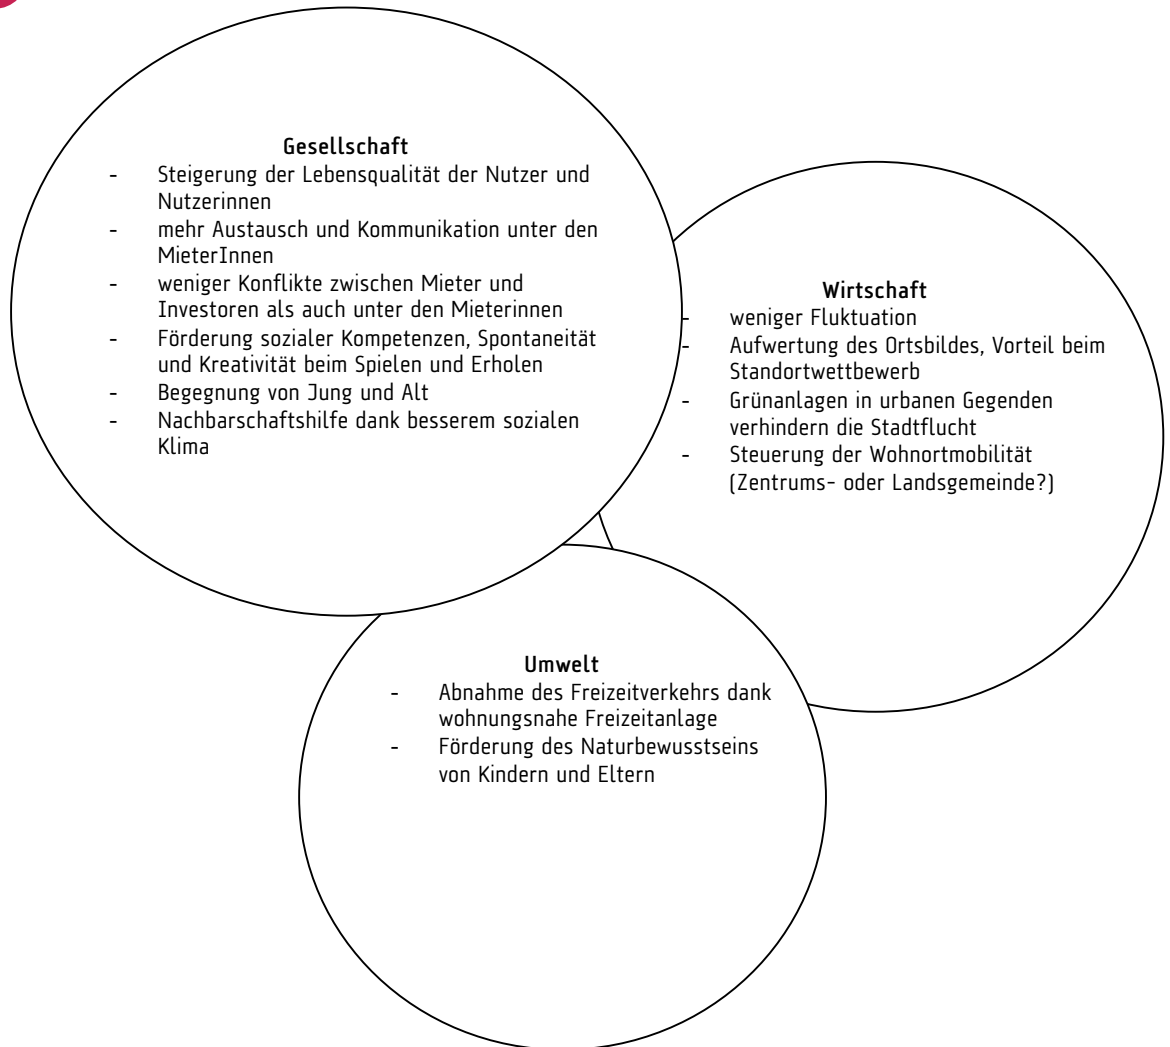 Gesellschaft
- Steigerung der Lebensqualität der Nutzer und
Nutzerinnen
- mehr Austausch und Kommunikation unter den
MieterInnen
- weniger Konflikte zwischen Mieter und
Investoren als auch unter den Mieterinnen
- Förderung sozialer Kompetenzen, Spontaneität
und Kreativität beim Spielen und Erholen
- Begegnung von Jung und Alt
- Nachbarschaftshilfe dank besserem sozialen
Klima
Wirtschaft
- weniger Fluktuation
- Aufwertung des Ortsbildes, Vorteil beim
Standortwettbewerb
- Grünanlagen in urbanen Gegenden
verhindern die Stadtflucht
- Steuerung der Wohnortmobilität
(Zentrums- oder Landsgemeinde?)
Umwelt
- Abnahme des Freizeitverkehrs dank
wohnungsnahe Freizeitanlage
- Förderung des Naturbewusstseins
von Kindern und Eltern